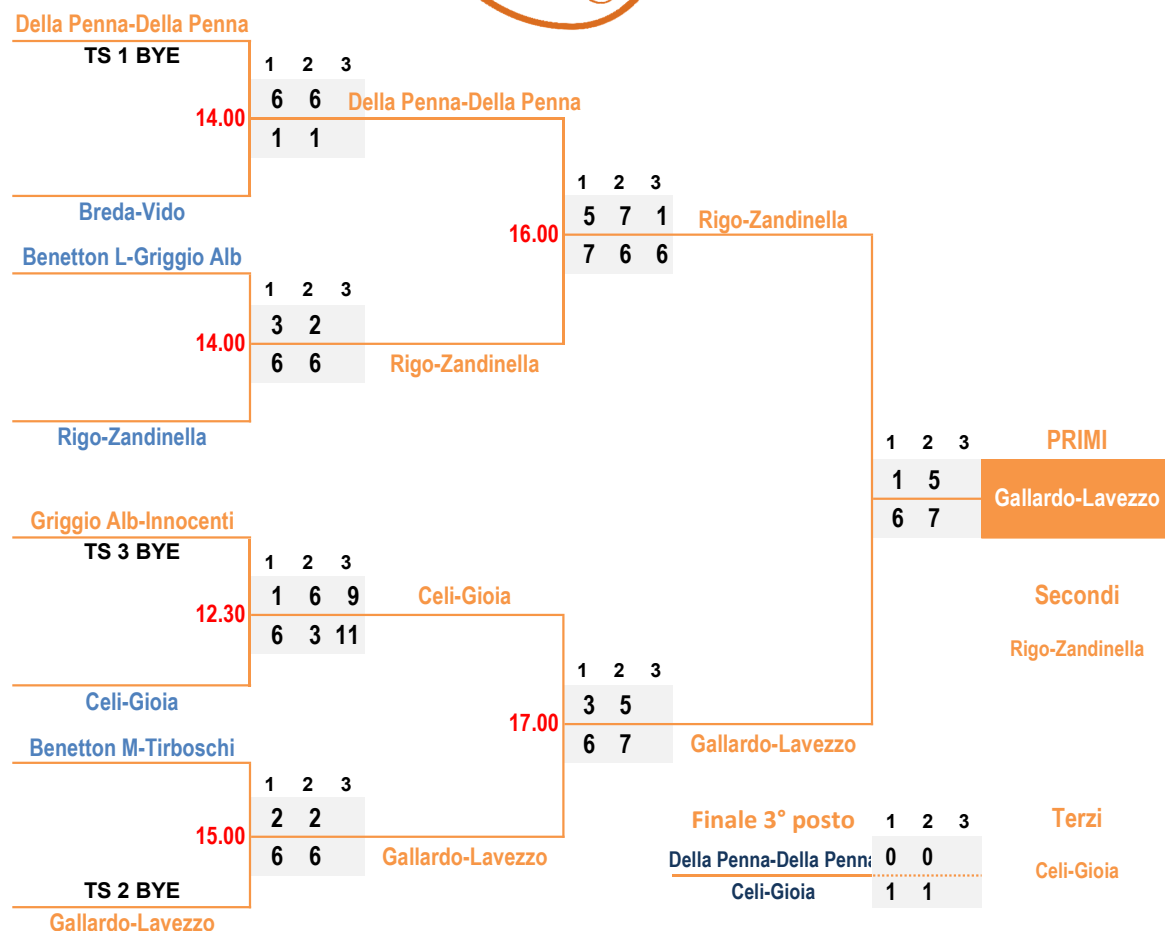 Della Penna-Della Penna
TS 1 BYE
1 2 3
14.00
6 6
Della Penna-Della Penna
1 1
Breda-Vido
1 2 3
16.00
5 7 1
Rigo-Zandinella
7 6 6
Benetton L-Griggio Alb
1 2 3
14.00
3 2
6 6
Rigo-Zandinella
Rigo-Zandinella
1 2 3
PRIMI
1 5
Gallardo-Lavezzo
6 7
Griggio Alb-Innocenti
TS 3 BYE
1 2 3
12.30
1 6 9
Celi-Gioia
6 3 11
Secondi
Rigo-Zandinella
Celi-Gioia
1 2 3
17.00
3 5
6 7
Gallardo-Lavezzo
Benetton M-Tirboschi
1 2 3
15.00
2 2
6 6
Gallardo-Lavezzo
TS 2 BYE
Gallardo-Lavezzo
Finale 3° posto
1 2 3
Terzi
Della Penna-Della Penna
0 0
Celi-Gioia
Celi-Gioia
1 1